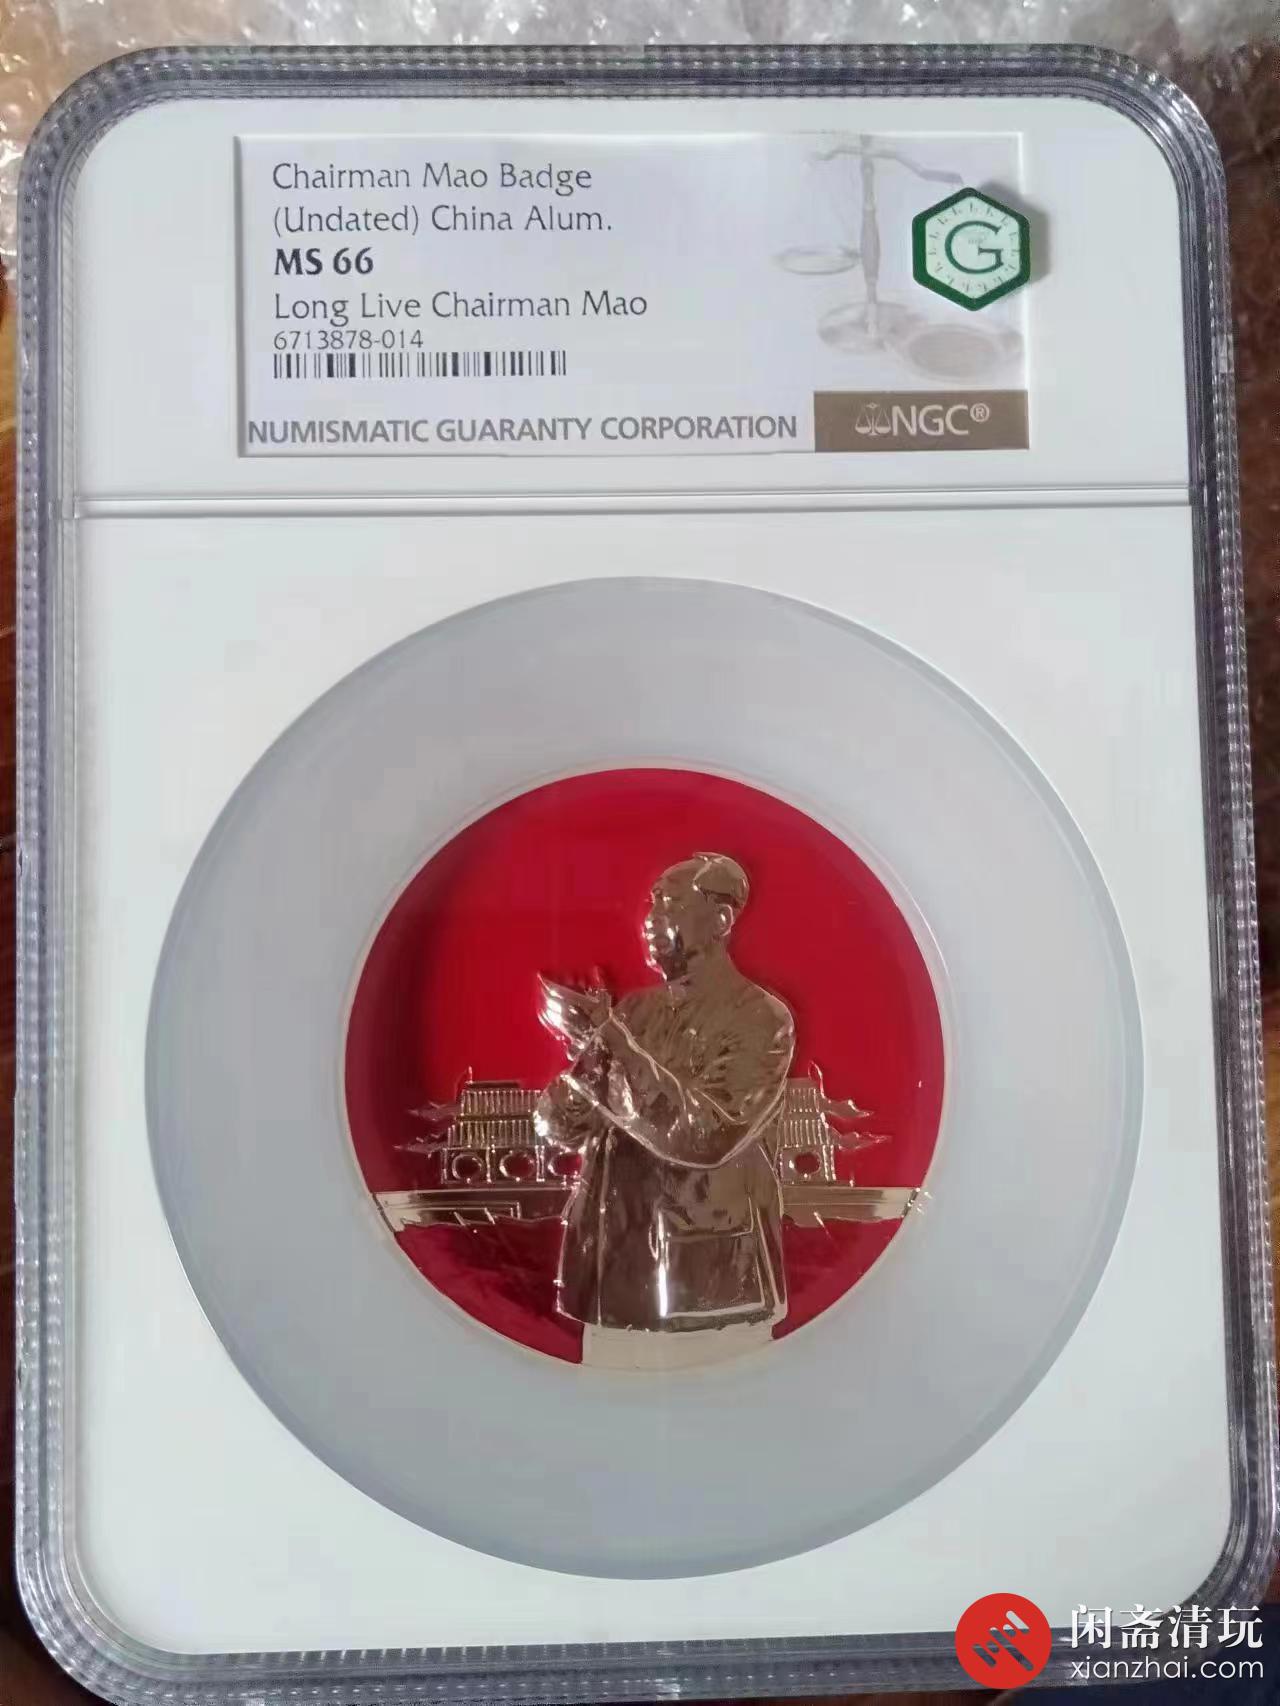 Chairman Mao Badge
(Undated) China Alum.
MS 66
Long Live Chairman Mao
6713878-014
NUMISMATIC GUARANTY CORPORATION
NGC®
G
闲斋清玩
xianzhai.com